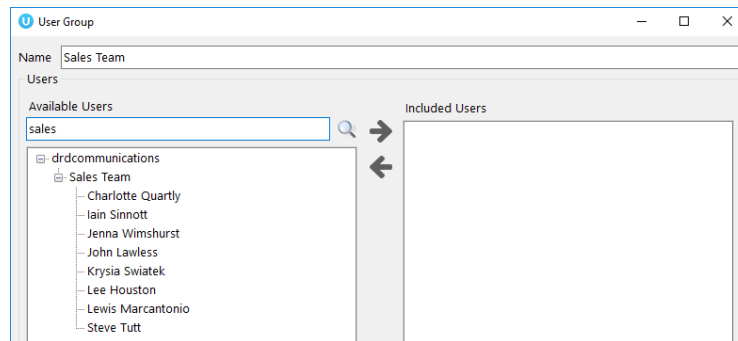 User Group
Name Sales Team
Users
Available Users
Included Users
sales
drdcommunications
Sales Team
Charlotte Quartly
Iain Sinnott
Jenna Wimshurst
John Lawless
Krysia Swiatek
Lee Houston
Lewis Marcantonio
Steve Tutt